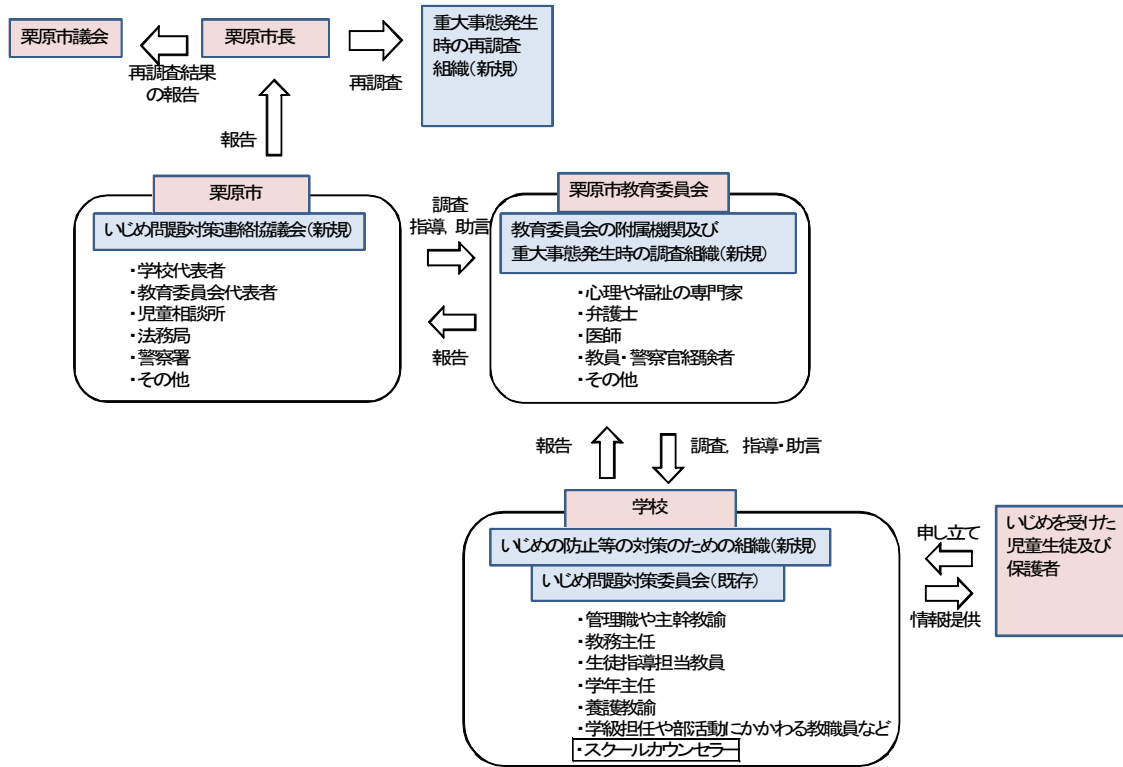 栗原市議会
栗原市長
重大事態発生
時の再調査
組織(新規)
再調査結果
の報告
再調査
報告
栗原市
いじめ問題対策連絡協議会(新規)
・学校代表者
・教育委員会代表者
・児童相談所
・法務局
・警察署
・その他
調査
指導、助言
報告
栗原市教育委員会
教育委員会の附属機関及び
重大事態発生時の調査組織(新規)
・心理や福祉の専門家
・弁護士
・医師
・教員・警察官経験者
・その他
報告
調査, 指導・助言
学校
いじめの防止等の対策のための組織(新規)
いじめ問題対策委員会(既存)
・管理職や主幹教諭
・教務主任
・生徒指導担当教員
・学年主任
・養護教諭
・学級担任や部活動にかかわる教職員など
・スクールカウンセラー
申し立て
情報提供
いじめを受けた
児童生徒及び
保護者